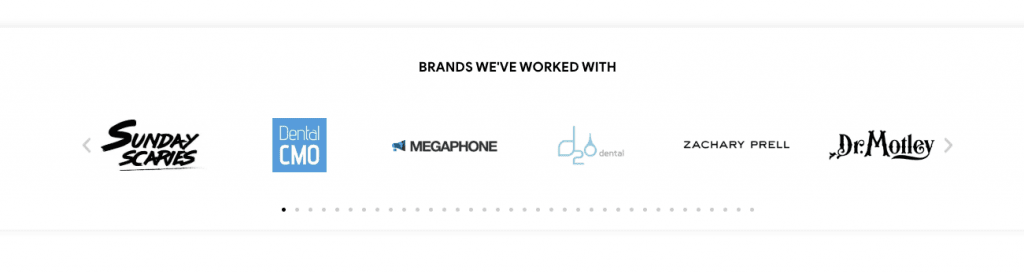 BRANDS WE'VE WORKED WITH
SUNDAY
SCARIES
Dental
CMO
MEGAPHONE
d2o dental
ZACHARY PRELL
Dr. Motley